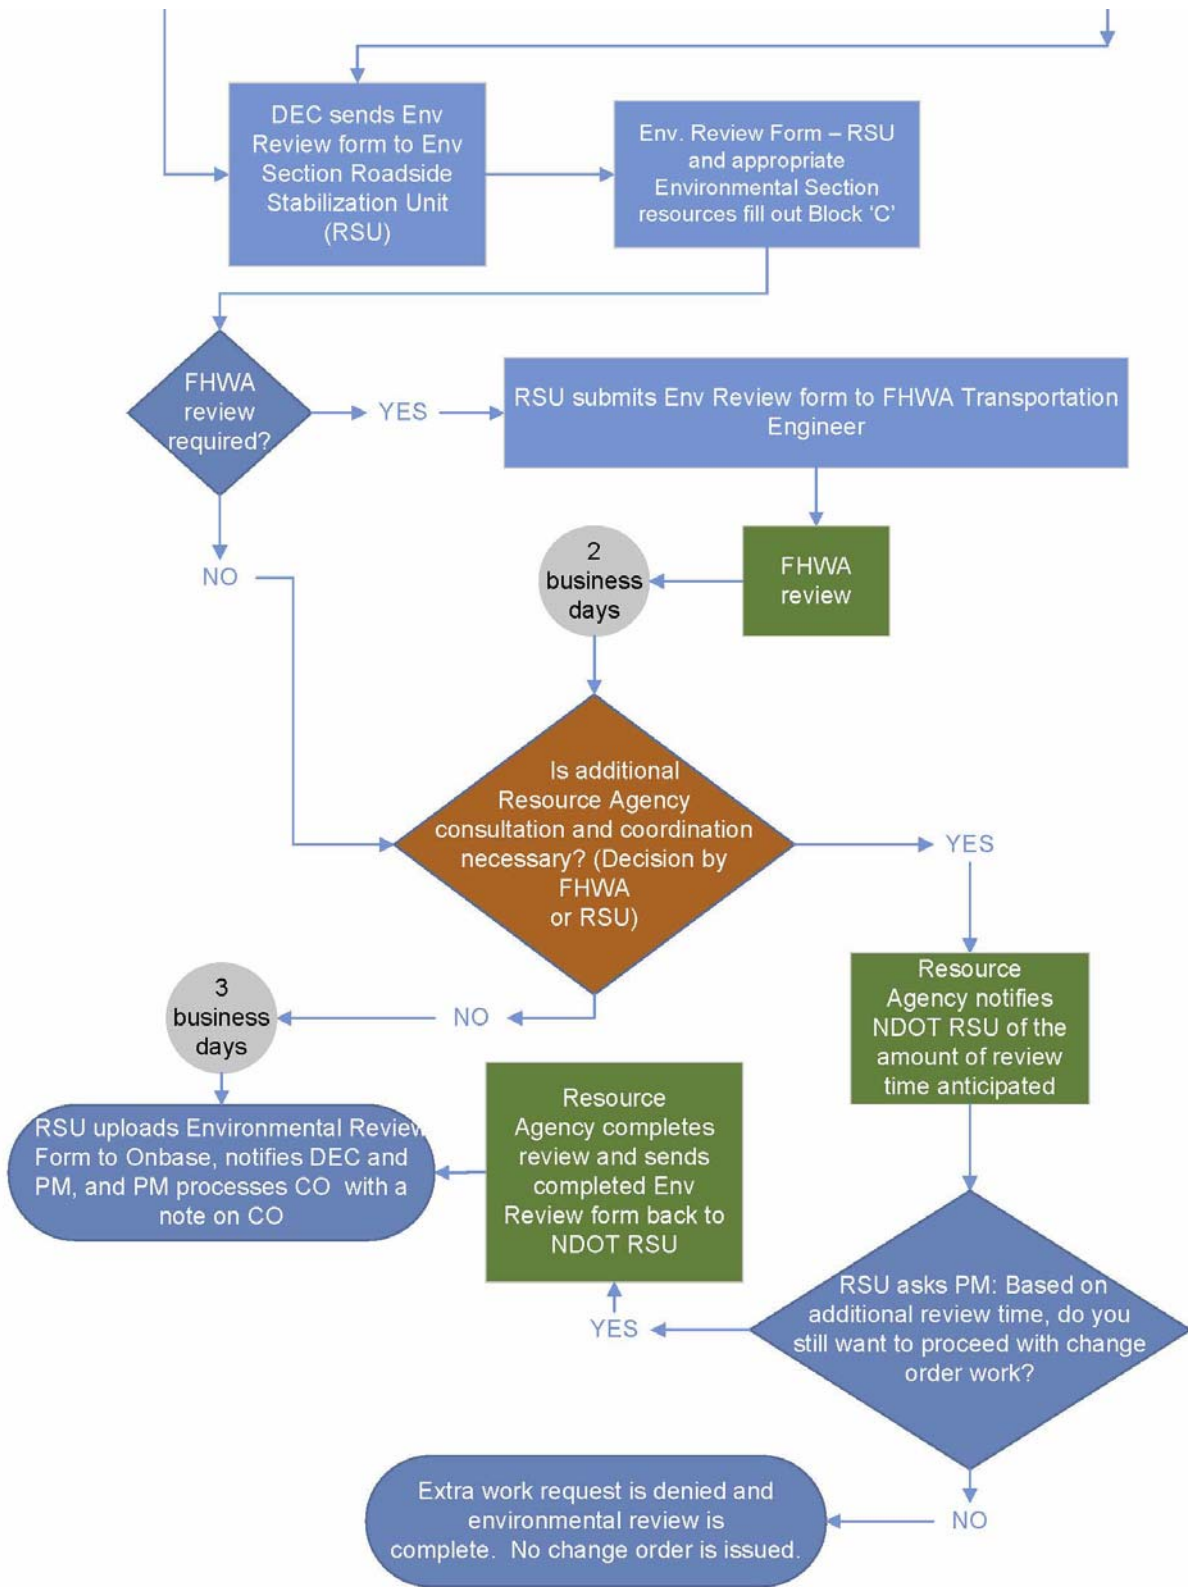 DEC sends Env
Review form to Env
Section Roadside
Stabilization Unit
(RSU)
Env. Review Form – RSU
and appropriate
Environmental Section
resources fill out Block ‘C’
FHWA
review
required?
YES
RSU submits Env Review form to FHWA Transportation
Engineer
NO
2
business
days
FHWA
review
Is additional
Resource Agency
consultation and coordination
necessary? (Decision by
FHWA
or RSU)
YES
NO
3
business
days
Resource
Agency notifies
NDOT RSU of the
amount of review
time anticipated
RSU uploads Environmental Review
Form to Onbase, notifies DEC and
PM, and PM processes CO with a
note on CO
Resource
Agency completes
review and sends
completed Env
Review form back to
NDOT RSU
YES
RSU asks PM: Based on
additional review time, do you
still want to proceed with change
order work?
NO
Extra work request is denied and
environmental review is
complete. No change order is issued.